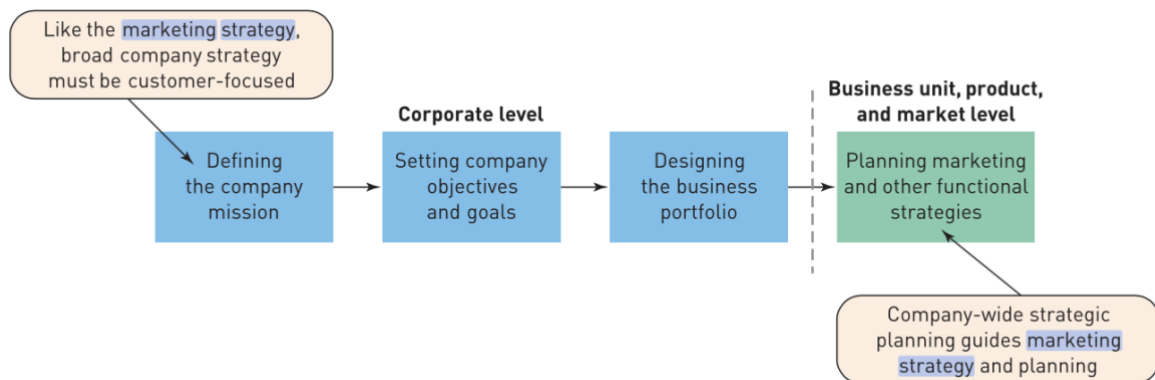 Like the marketing strategy,
broad company strategy
must be customer-focused
Corporate level
Business unit, product,
and market level
Defining
the company
mission
Setting company
objectives
and goals
Designing
the business
portfolio
Planning marketing
and other functional
strategies
Company-wide strategic
planning guides marketing
strategy and planning